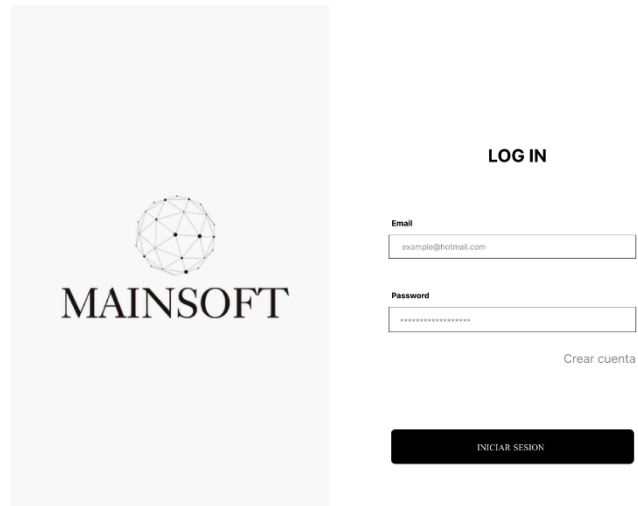 MAINSOFT
LOG IN
Email
example@hotmail.com
Password
******************
Crear cuenta
INICIAR SESION